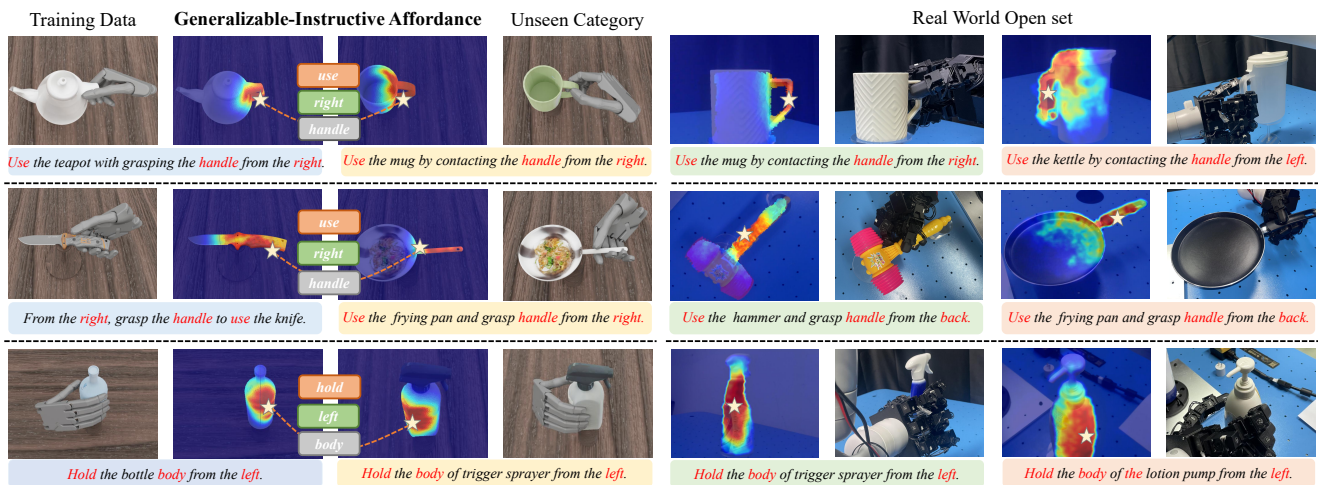 Training Data
Generalizable-Instructive Affordance
Unseen Category
Real World Open set
use
right
handle
Use the teapot with grasping the handle from the right.
Use the mug by contacting the handle from the right.
Use the mug by contacting the handle from the right.
Use the kettle by contacting the handle from the left.
use
right
handle
From the right, grasp the handle to use the knife.
Use the frying pan and grasp handle from the right.
Use the hammer and grasp handle from the back.
Use the frying pan and grasp handle from the back.
hold
left
body
Hold the bottle body from the left.
Hold the body of trigger sprayer from the left.
Hold the body of trigger sprayer from the left.
Hold the body of the lotion pump from the left.